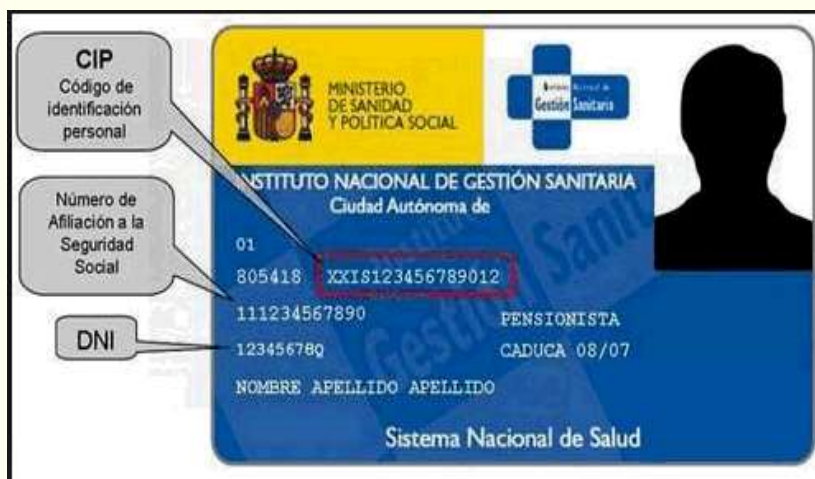 CIP
Código de
identificación
personal
Número de
Afiliación a la
Seguridad
Social
DNI
MINISTERIO
DE SANIDAD
Y POLÍTICA SOCIAL
Gestión Sanitaria
INSTITUTO NACIONAL DE GESTIÓN SANITARIA
Ciudad Autónoma de
01
805418 XXIS123456789012
111234567890
PENSIONISTA
12345678Q
CADUCA 08/07
NOMBRE APELLIDO APELLIDO
Sistema Nacional de Salud